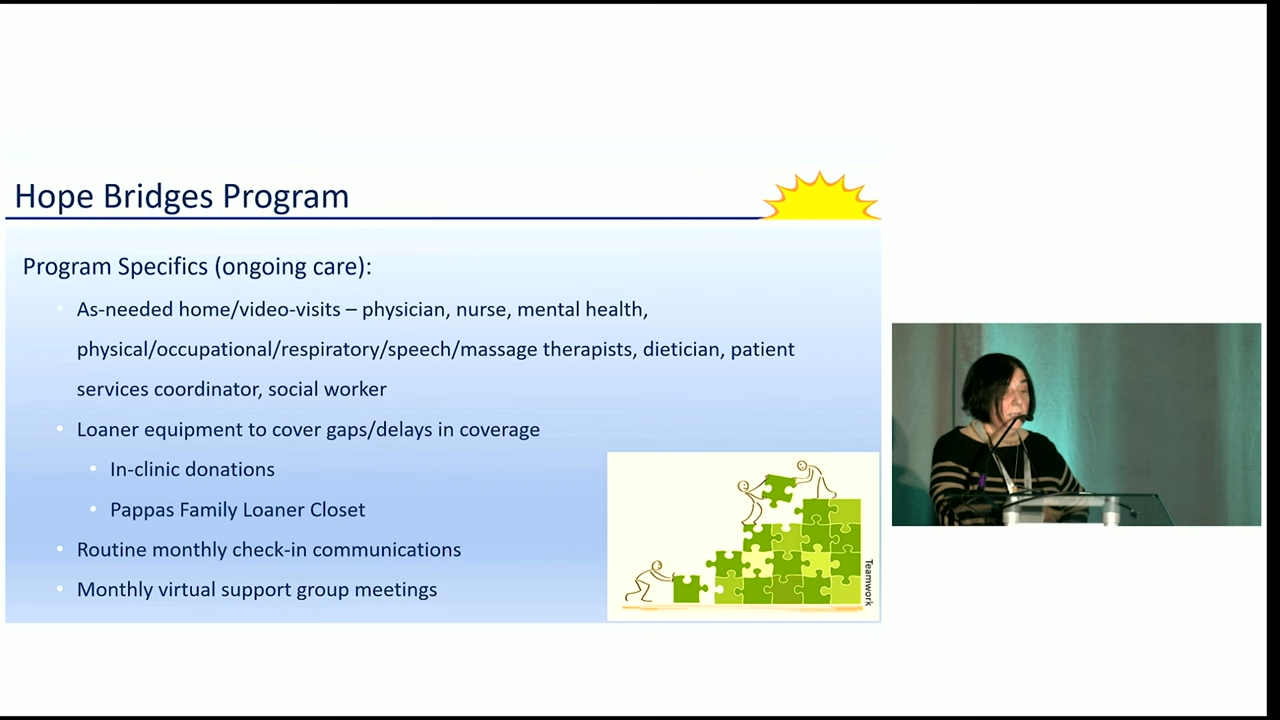 Hope Bridges Program
Program Specifics (ongoing care):
As-needed home/video-visits – physician, nurse, mental health,
physical/occupational/respiratory/speech/massage therapists, dietician, patient
services coordinator, social worker
Loaner equipment to cover gaps/delays in coverage
In-clinic donations
Pappas Family Loaner Closet
Routine monthly check-in communications
Monthly virtual support group meetings
Teamwork